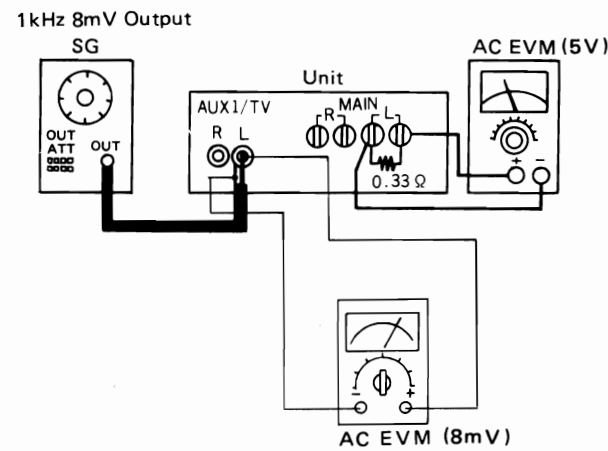 1kHz 8mV Output
SG
AC EVM (5V)
Unit
AUX1/TV
MAIN
R L
R L
OUT
ATT
OUT
0.33 Ω
+ −
− +
AC EVM (8mV)